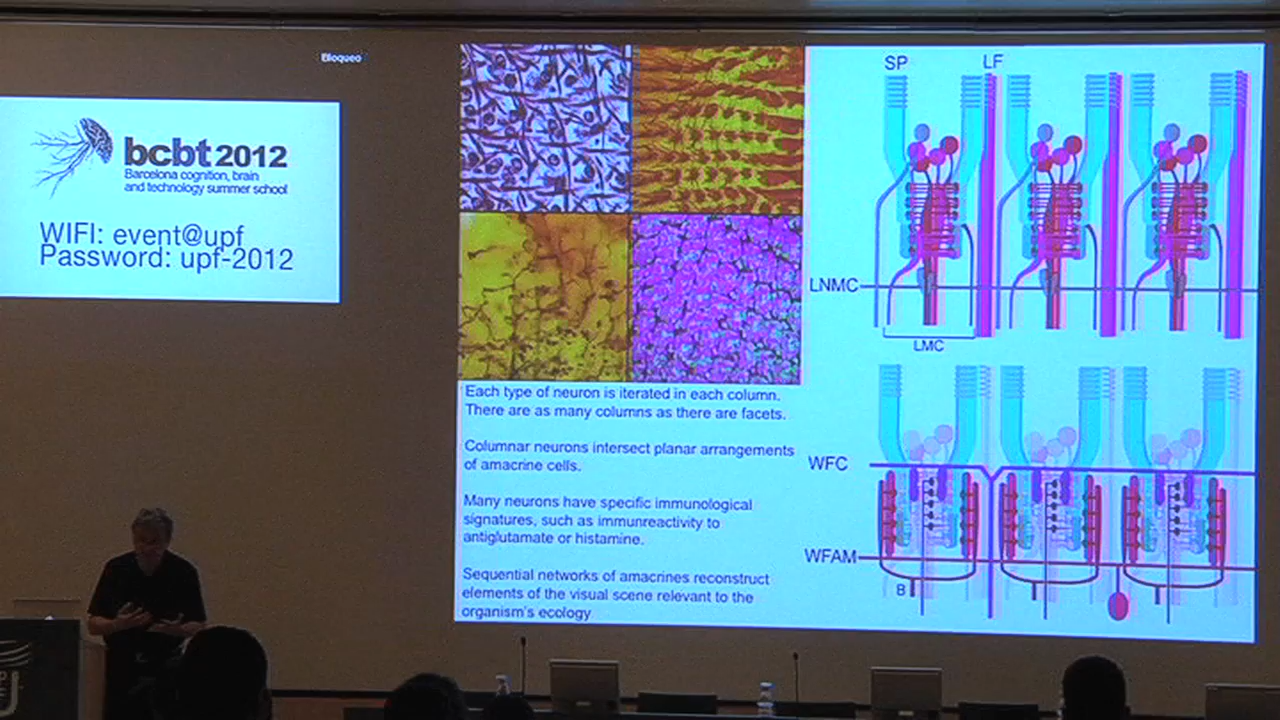 Elloqueo
bcbt 2012
Barcelona cognition, brain
and technology summer school
WIFI: event@upf
Password: upf-2012
SP LF
LNMC
LMC
Each type of neuron is iterated in each column.
There are as many columns as there are facets.
Columnar neurons intersect planar arrangements
of amacrine cells.
Many neurons have specific immunological
signatures, such as immunreactivity to
antiglutamate or histamine.
Sequential networks of amacrines reconstruct
elements of the visual scene relevant to the
organism's ecology
WFC
WFAM
B